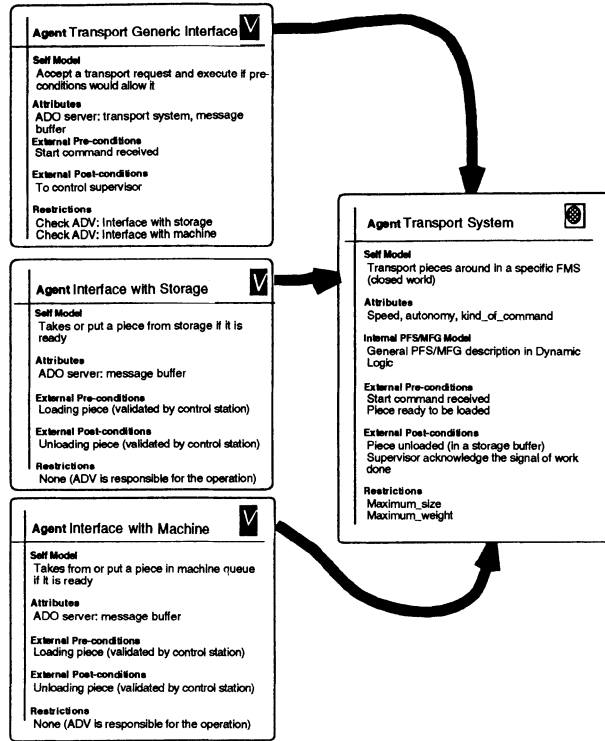 Agent Transport Generic Interface V
Self Model
Accept a transport request and execute if pre-
conditions would allow it
Attributes
ADO server: transport system, message
buffer
External Pre-conditions
Start command received
External Post-conditions
To control supervisor
Restrictions
Check ADV: Interface with storage
Check ADV: Interface with machine
Agent Interface with Storage V
Self Model
Takes or put a piece from storage if it is
ready
Attributes
ADO server: message buffer
External Pre-conditions
Loading piece (validated by control station)
External Post-conditions
Unloading piece (validated by control station)
Restrictions
None (ADV is responsible for the operation)
Agent Interface with Machine V
Self Model
Takes from or put a piece in machine queue
if it is ready
Attributes
ADO server: message buffer
External Pre-conditions
Loading piece (validated by control station)
External Post-conditions
Unloading piece (validated by control station)
Restrictions
None (ADV is responsible for the operation)
Agent Transport System
Self Model
Transport pieces around in a specific FMS
(closed world)
Attributes
Speed, autonomy, kind_of_command
Internal PFS/MFG Model
General PFS/MFG description in Dynamic
Logic
External Pre-conditions
Start command received
Piece ready to be loaded
External Post-conditions
Piece unloaded (in a storage buffer)
Supervisor acknowledge the signal of work
done
Restrictions
Maximum_size
Maximum_weight